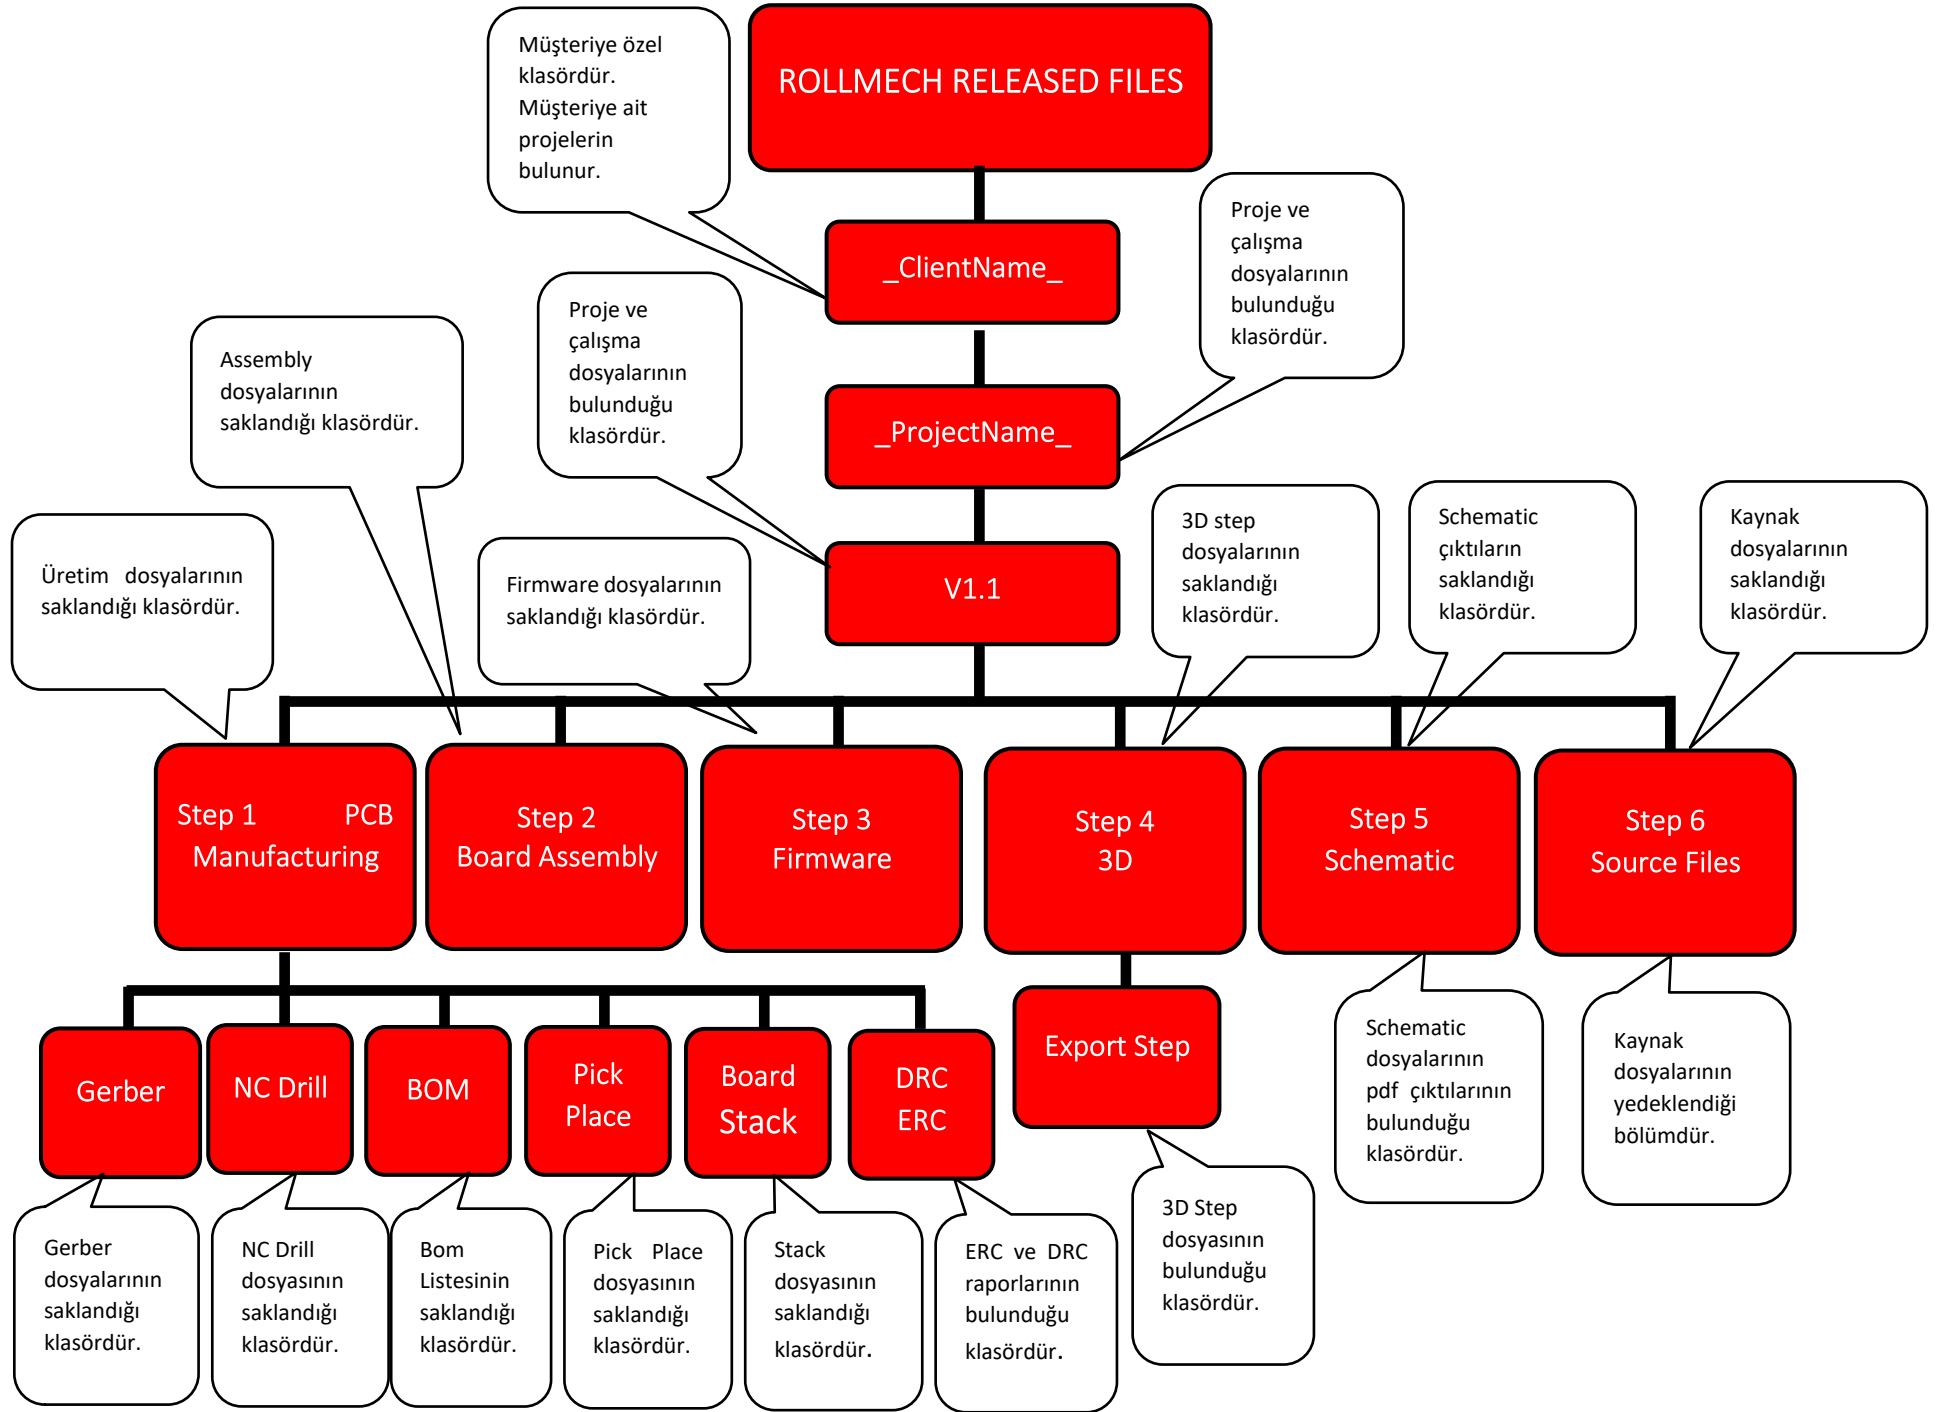 ROLLMECH RELEASED FILES
Müşteriye özel
klasördür.
Müşteriye ait
projelerin
bulunur.
_ClientName_
Proje ve
çalışma
dosyalarının
bulunduğu
klasördür.
_ProjectName_
Proje ve
çalışma
dosyalarının
bulunduğu
klasördür.
V1.1
Üretim dosyalarının
saklandığı klasördür.
Assembly
dosyalarının
saklandığı klasördür.
Firmware dosyalarının
saklandığı klasördür.
3D step
dosyalarının
saklandığı
klasördür.
Schematic
çıktıların
saklandığı
klasördür.
Kaynak
dosyalarının
saklandığı
klasördür.
Step 1 PCB
Manufacturing
Step 2
Board Assembly
Step 3
Firmware
Step 4
3D
Step 5
Schematic
Step 6
Source Files
Gerber
NC Drill
BOM
Pick
Place
Board
Stack
DRC
ERC
Export Step
Schematic
dosyalarının
pdf çıktılarının
bulunduğu
klasördür.
Kaynak
dosyalarının
yedeklendiği
bölümdür.
Gerber
dosyalarının
saklandığı
klasördür.
NC Drill
dosyasının
saklandığı
klasördür.
Bom
Listesinin
saklandığı
klasördür.
Pick Place
dosyasının
saklandığı
klasördür.
Stack
dosyasının
saklandığı
klasördür.
ERC ve DRC
raporlarının
bulunduğu
klasördür.
3D Step
dosyasının
bulunduğu
klasördür.